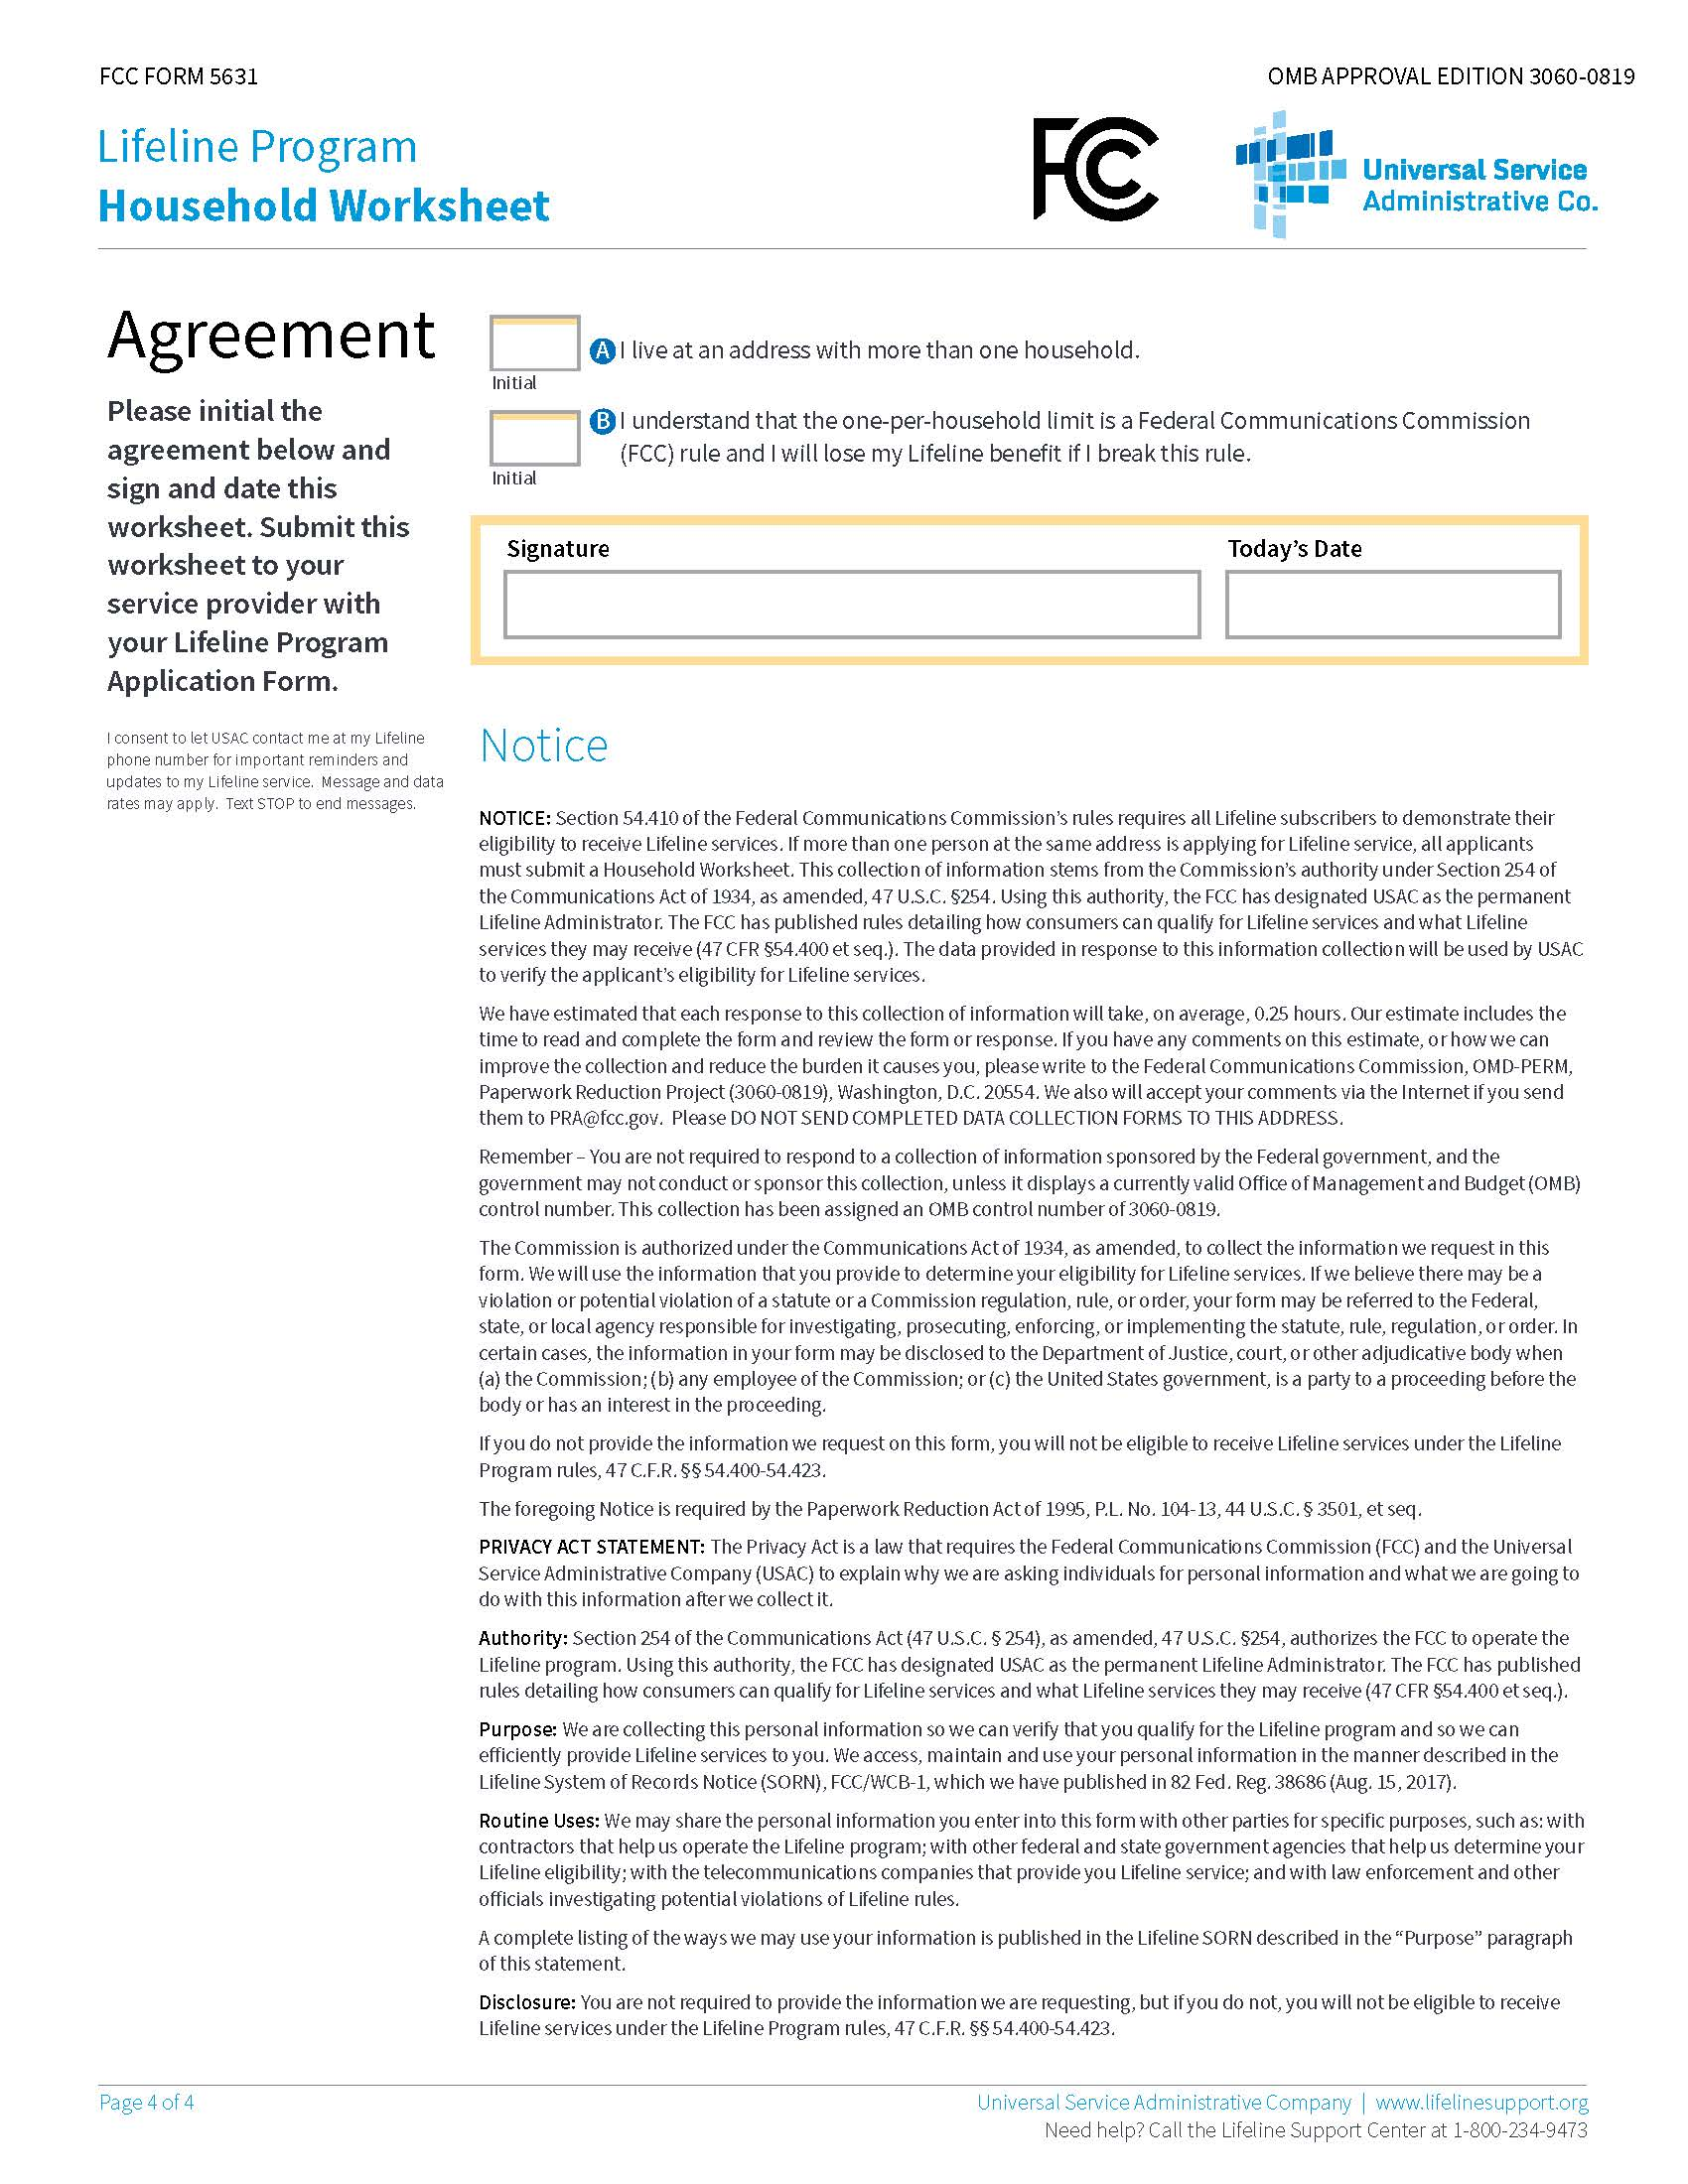 FCC FORM 5631
OMB APPROVAL EDITION 3060-0819
Lifeline Program
Household Worksheet
FCC
Universal Service
Administrative Co.
Agreement
Please initial the
agreement below and
sign and date this
worksheet. Submit this
worksheet to your
service provider with
your Lifeline Program
Application Form.
I consent to let USAC contact me at my Lifeline
phone number for important reminders and
updates to my Lifeline service. Message and data
rates may apply. Text STOP to end messages.
A I live at an address with more than one household.
Initial
B I understand that the one-per-household limit is a Federal Communications Commission
(FCC) rule and I will lose my Lifeline benefit if I break this rule.
Initial
Signature
Today's Date
Notice
NOTICE: Section 54.410 of the Federal Communications Commission's rules requires all Lifeline subscribers to demonstrate their
eligibility to receive Lifeline services. If more than one person at the same address is applying for Lifeline service, all applicants
must submit a Household Worksheet. This collection of information stems from the Commission's authority under Section 254 of
the Communications Act of 1934, as amended, 47 U.S.C. §254. Using this authority, the FCC has designated USAC as the permanent
Lifeline Administrator. The FCC has published rules detailing how consumers can qualify for Lifeline services and what Lifeline
services they may receive (47 CFR §54.400 et seq.). The data provided in response to this information collection will be used by USAC
to verify the applicant's eligibility for Lifeline services.
We have estimated that each response to this collection of information will take, on average, 0.25 hours. Our estimate includes the
time to read and complete the form and review the form or response. If you have any comments on this estimate, or how we can
improve the collection and reduce the burden it causes you, please write to the Federal Communications Commission, OMD-PERM,
Paperwork Reduction Project (3060-0819), Washington, D.C. 20554. We also will accept your comments via the Internet if you send
them to PRA@fcc.gov. Please DO NOT SEND COMPLETED DATA COLLECTION FORMS TO THIS ADDRESS.
Remember – You are not required to respond to a collection of information sponsored by the Federal government, and the
government may not conduct or sponsor this collection, unless it displays a currently valid Office of Management and Budget (OMB)
control number. This collection has been assigned an OMB control number of 3060-0819.
The Commission is authorized under the Communications Act of 1934, as amended, to collect the information we request in this
form. We will use the information that you provide to determine your eligibility for Lifeline services. If we believe there may be a
violation or potential violation of a statute or a Commission regulation, rule, or order, your form may be referred to the Federal,
state, or local agency responsible for investigating, prosecuting, enforcing, or implementing the statute, rule, regulation, or order. In
certain cases, the information in your form may be disclosed to the Department of Justice, court, or other adjudicative body when
(a) the Commission; (b) any employee of the Commission; or (c) the United States government, is a party to a proceeding before the
body or has an interest in the proceeding.
If you do not provide the information we request on this form, you will not be eligible to receive Lifeline services under the Lifeline
Program rules, 47 C.F.R. §§ 54.400-54.423.
The foregoing Notice is required by the Paperwork Reduction Act of 1995, P.L. No. 104-13, 44 U.S.C. § 3501, et seq.
PRIVACY ACT STATEMENT: The Privacy Act is a law that requires the Federal Communications Commission (FCC) and the Universal
Service Administrative Company (USAC) to explain why we are asking individuals for personal information and what we are going to
do with this information after we collect it.
Authority: Section 254 of the Communications Act (47 U.S.C. § 254), as amended, 47 U.S.C. §254, authorizes the FCC to operate the
Lifeline program. Using this authority, the FCC has designated USAC as the permanent Lifeline Administrator. The FCC has published
rules detailing how consumers can qualify for Lifeline services and what Lifeline services they may receive (47 CFR §54.400 et seq.).
Purpose: We are collecting this personal information so we can verify that you qualify for the Lifeline program and so we can
efficiently provide Lifeline services to you. We access, maintain and use your personal information in the manner described in the
Lifeline System of Records Notice (SORN), FCC/WCB-1, which we have published in 82 Fed. Reg. 38686 (Aug. 15, 2017).
Routine Uses: We may share the personal information you enter into this form with other parties for specific purposes, such as: with
contractors that help us operate the Lifeline program; with other federal and state government agencies that help us determine your
Lifeline eligibility; with the telecommunications companies that provide you Lifeline service; and with law enforcement and other
officials investigating potential violations of Lifeline rules.
A complete listing of the ways we may use your information is published in the Lifeline SORN described in the “Purpose” paragraph
of this statement.
Disclosure: You are not required to provide the information we are requesting, but if you do not, you will not be eligible to receive
Lifeline services under the Lifeline Program rules, 47 C.F.R. §§ 54.400-54.423.
Page 4 of 4
Universal Service Administrative Company | www.lifelinesupport.org
Need help? Call the Lifeline Support Center at 1-800-234-9473